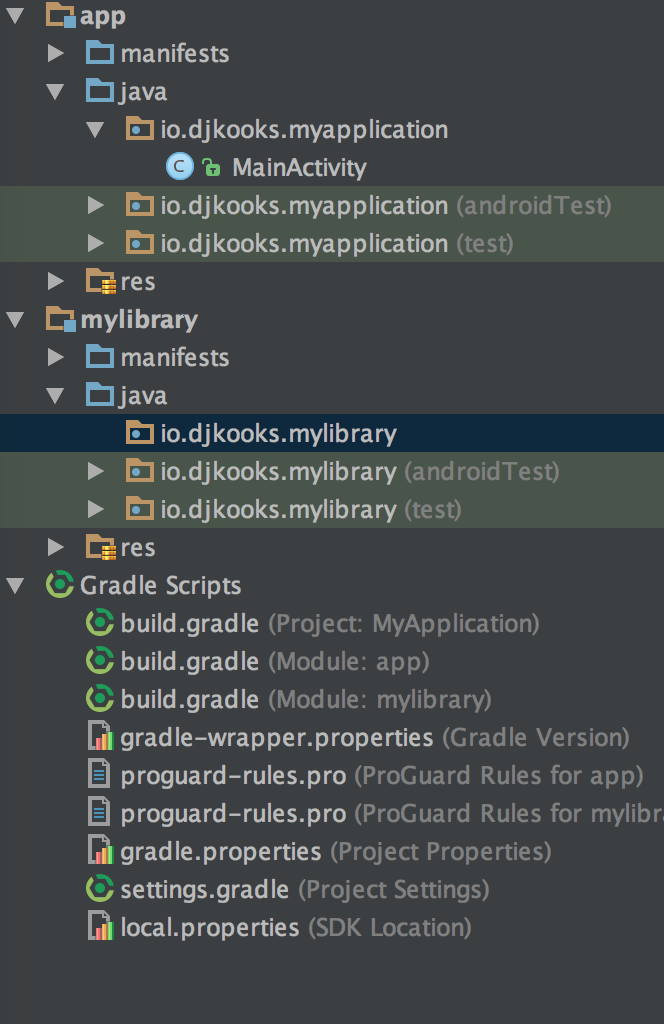 app
manifests
java
io.djkooks.myapplication
C MainActivity
io.djkooks.myapplication (androidTest)
io.djkooks.myapplication (test)
res
mylibrary
manifests
java
io.djkooks.mylibrary
io.djkooks.mylibrary (androidTest)
io.djkooks.mylibrary (test)
res
Gradle Scripts
build.gradle (Project: MyApplication)
build.gradle (Module: app)
build.gradle (Module: mylibrary)
gradle-wrapper.properties (Gradle Version)
proguard-rules.pro (ProGuard Rules for app)
proguard-rules.pro (ProGuard Rules for mylibra
gradle.properties (Project Properties)
settings.gradle (Project Settings)
local.properties (SDK Location)